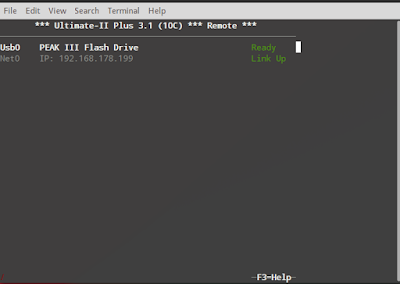 File Edit View Search Terminal Help
*** Ultimate-II Plus 3.1 (10C) *** Remote ***
Usb0 PEAK III Flash Drive Ready
Net0 IP: 192.168.178.199 Link Up
-F3=Help-